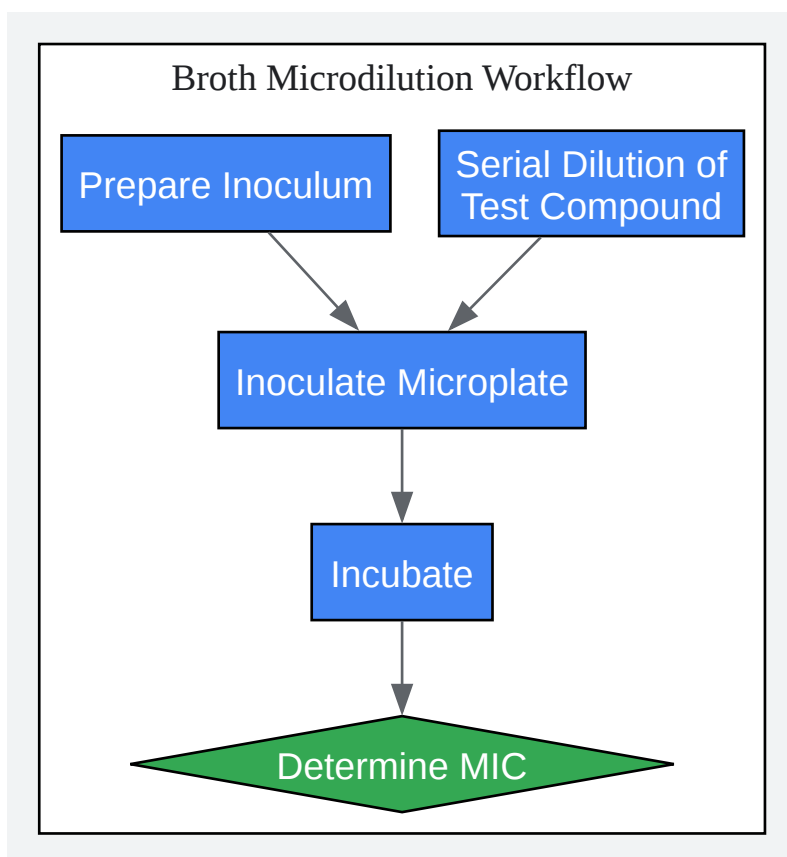 Broth Microdilution Workflow
Prepare Inoculum
Serial Dilution of
Test Compound
Inoculate Microplate
Incubate
Determine MIC